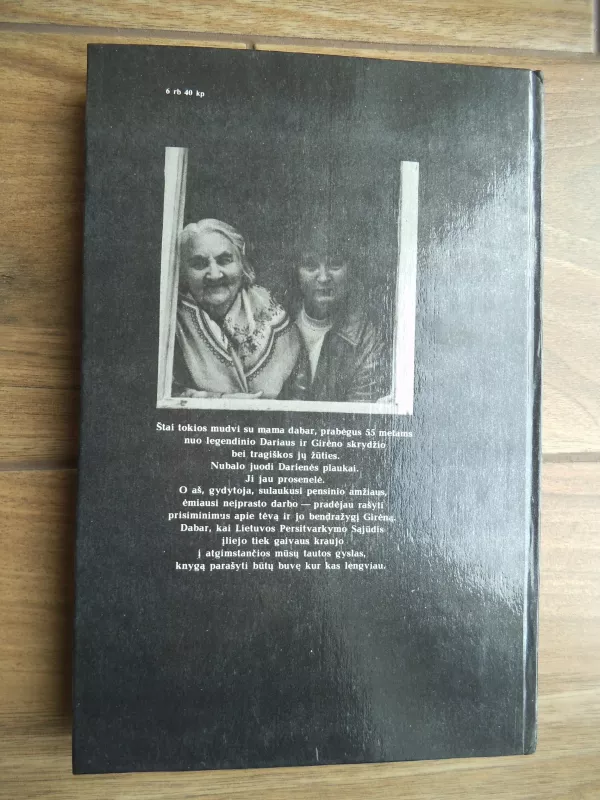 6 rb 40 kp
Štai tokios mudvi su mama dabar, prabėgus 55 metams
nuo legendinio Dariaus ir Girėno skrydžio
bei tragiškos jų žūties.
Nubalo juodi Darienės plaukai.
Ji jau prosenelė.
O aš, gydytoja, sulaukusi pensinio amžiaus,
ėmiausi neįprasto darbo — pradėjau rašyti
prisiminimus apie tėvą ir jo bendražygį Girėną.
Dabar, kai Lietuvos Persitvarkymo Sąjūdis
įliejo tiek gaivaus kraujo
į atgimstančios mūsų tautos gyslas,
knygą parašyti būtų buvę kur kas lengviau.